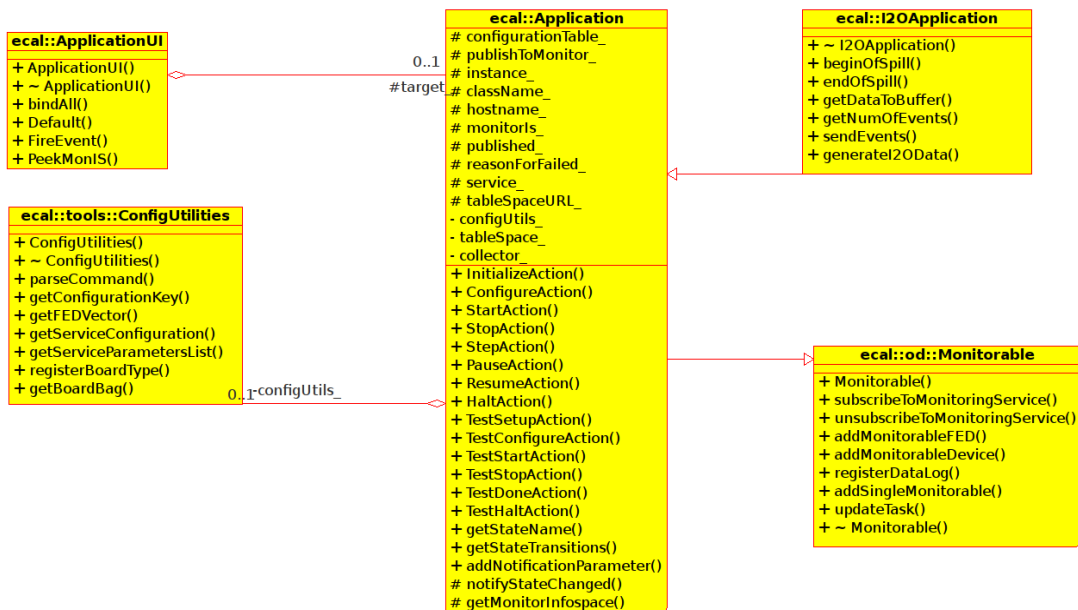 ecal::ApplicationUI
+ ApplicationUI()
+ ~ ApplicationUI()
+ bindAll()
+ Default()
+ FireEvent()
+ PeekMonIS()
0..1
#target_
ecal::tools::ConfigUtilities
+ ConfigUtilities()
+ ~ ConfigUtilities()
+ parseCommand()
+ getConfigurationKey()
+ getFEDVector()
+ getServiceConfiguration()
+ getServiceParametersList()
+ registerBoardType()
+ getBoardBag()
0..1
-configUtils_
ecal::Application
# configurationTable_
# publishToMonitor_
# instance_
# className_
# hostname_
# monitorIs_
# published_
# reasonForFailed_
# service_
# tableSpaceURL_
- configUtils_
- tableSpace_
- collector_
+ InitializeAction()
+ ConfigureAction()
+ StartAction()
+ StopAction()
+ StepAction()
+ PauseAction()
+ ResumeAction()
+ HaltAction()
+ TestSetupAction()
+ TestConfigureAction()
+ TestStartAction()
+ TestStopAction()
+ TestDoneAction()
+ TestHaltAction()
+ getStateName()
+ getStateTransitions()
+ addNotificationParameter()
# notifyStateChanged()
# getMonitorInfospace()
ecal::I2OApplication
+ ~ I2OApplication()
+ beginOfSpill()
+ endOfSpill()
+ getDataToBuffer()
+ getNumOfEvents()
+ sendEvents()
+ generateI2OData()
ecal::od::Monitorable
+ Monitorable()
+ subscribeToMonitoringService()
+ unsubscribeToMonitoringService()
+ addMonitorableFED()
+ addMonitorableDevice()
+ registerDataLog()
+ addSingleMonitorable()
+ updateTask()
+ ~ Monitorable()